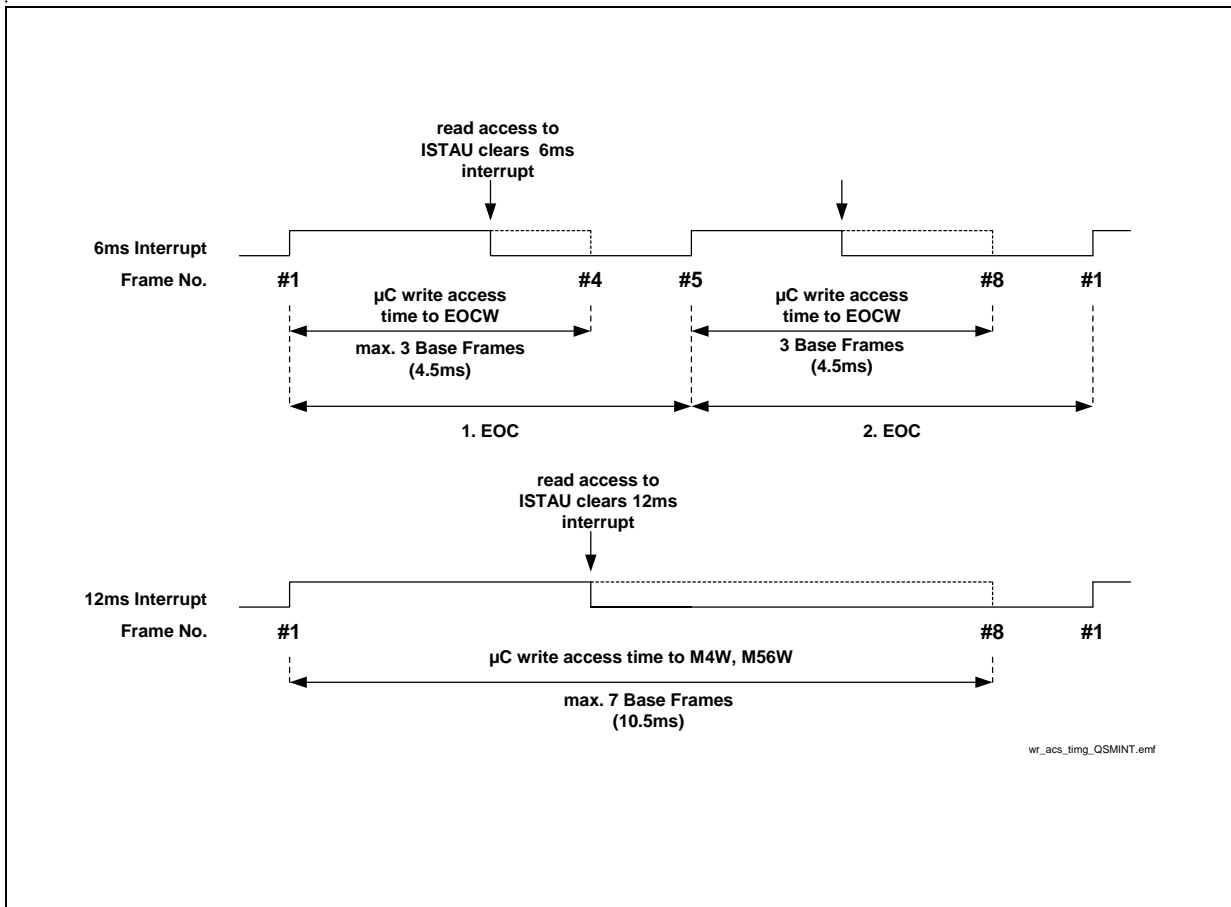 read access to
ISTAU clears 6ms
interrupt
6ms Interrupt
Frame No. #1 #4 #5 #8 #1
µC write access
time to EOCW
max. 3 Base Frames
(4.5ms)
µC write access
time to EOCW
3 Base Frames
(4.5ms)
1. EOC 2. EOC
read access to
ISTAU clears 12ms
interrupt
12ms Interrupt
Frame No. #1 #8 #1
µC write access time to M4W, M56W
max. 7 Base Frames
(10.5ms)
wr_acs_timg_QSMINT.emf